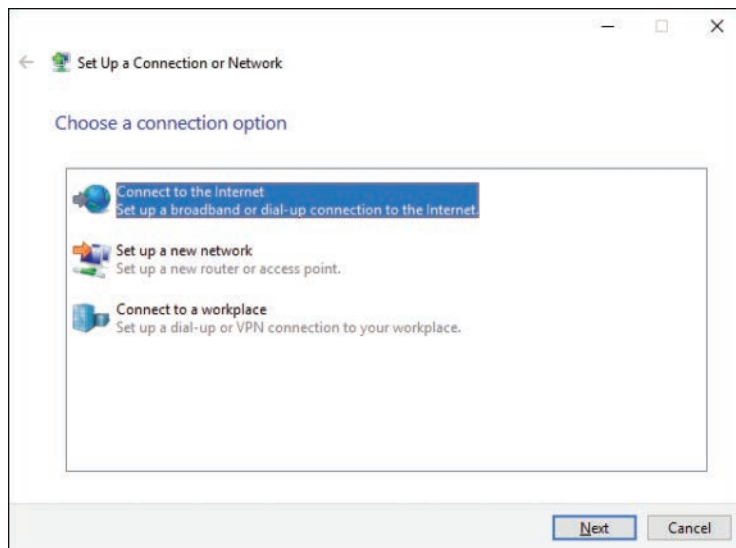 Set Up a Connection or Network
Choose a connection option
Connect to the Internet
Set up a broadband or dial-up connection to the Internet.
Set up a new network
Set up a new router or access point.
Connect to a workplace
Set up a dial-up or VPN connection to your workplace.
Next
Cancel